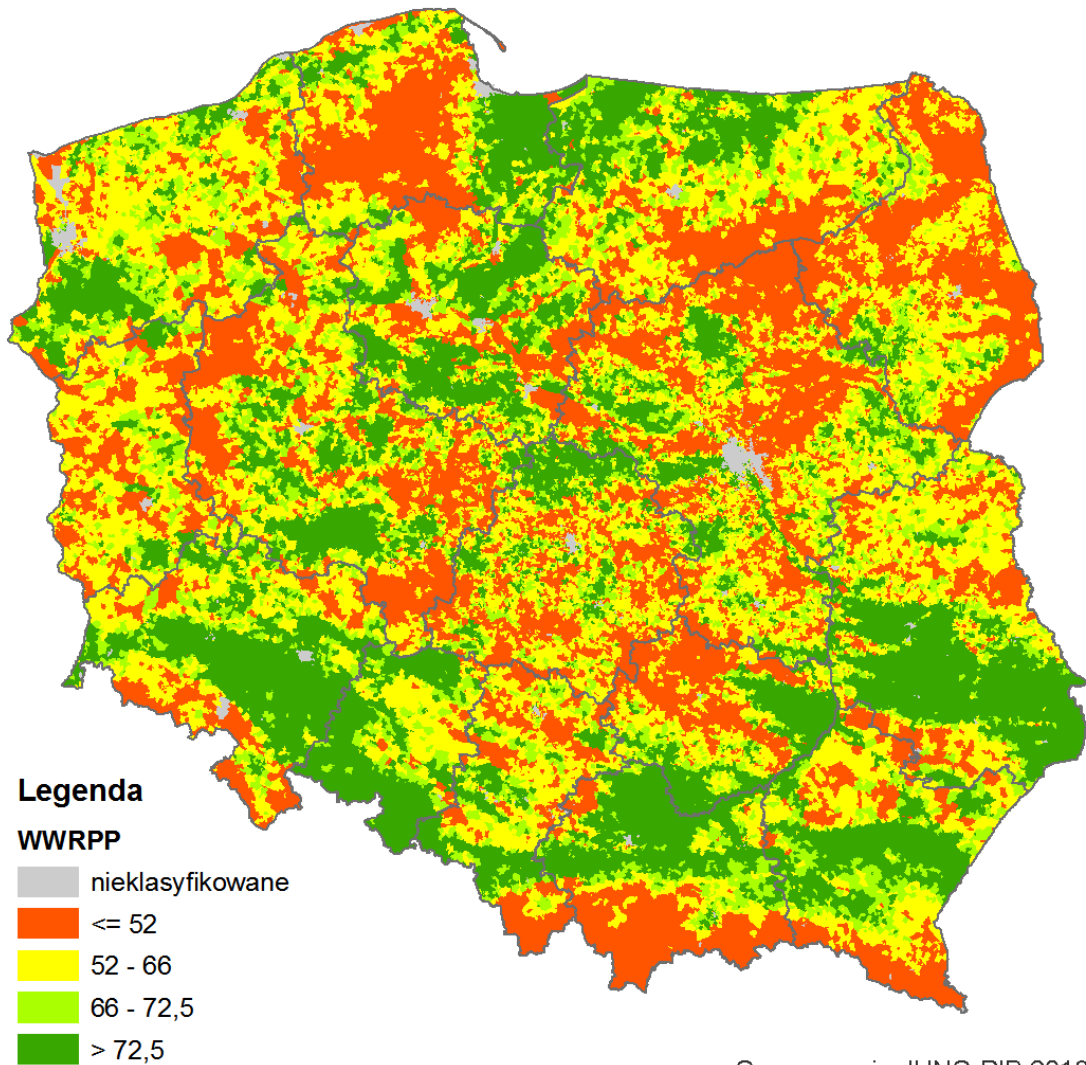 Legenda
WWRPP
nieklasyfikowane
<= 52
52 - 66
66 - 72,5
> 72,5